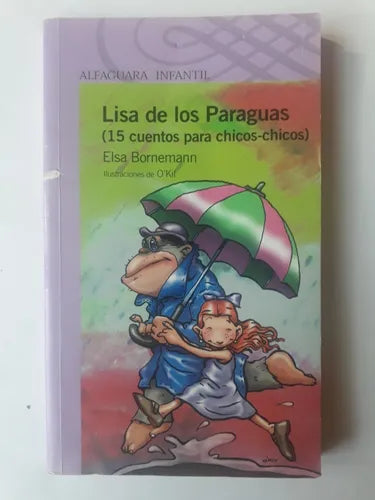 ALFAGUARA INFANTIL
Lisa de los Paraguas
(15 cuentos para chicos-chicos)
Elsa Bornemann
Ilustraciones de O'Kif